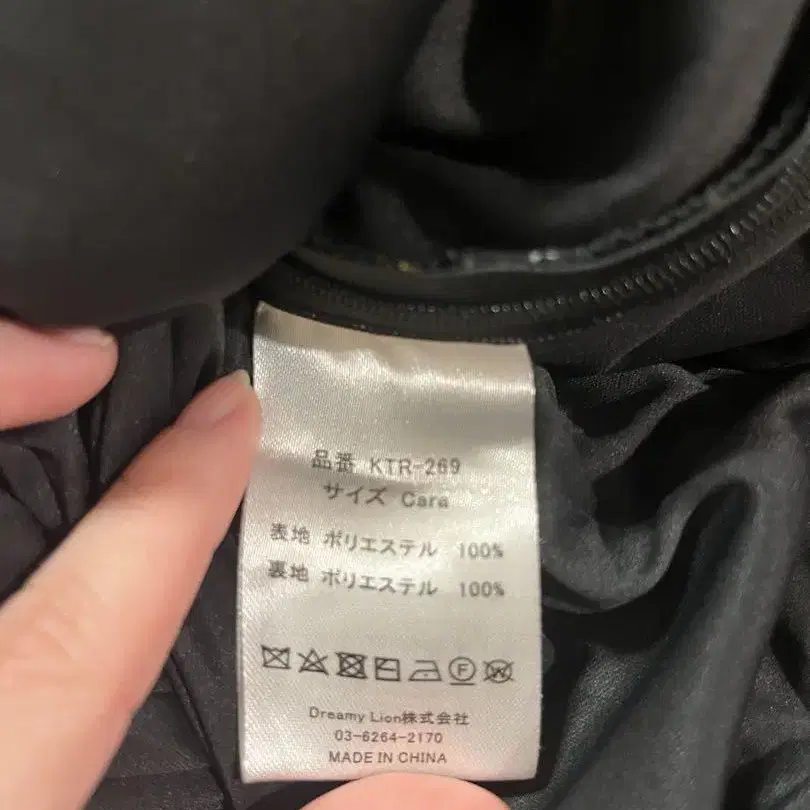 品番 KTR-269
サイズ Cara
表地 ポリエステル 100%
裏地 ポリエステル 100%
Dreamy Lion株式会社
03-6264-2170
MADE IN CHINA